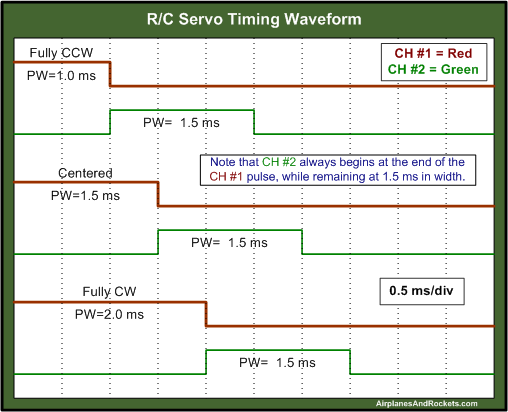 R/C Servo Timing Waveform
Fully CCW
CH #1 = Red
CH #2 = Green
PW=1.0 ms
PW= 1.5 ms
Note that CH #2 always begins at the end of the
CH #1 pulse, while remaining at 1.5 ms in width.
Centered
PW=1.5 ms
PW= 1.5 ms
Fully CW
0.5 ms/div
PW=2.0 ms
PW= 1.5 ms
AirplanesAndRockets.com